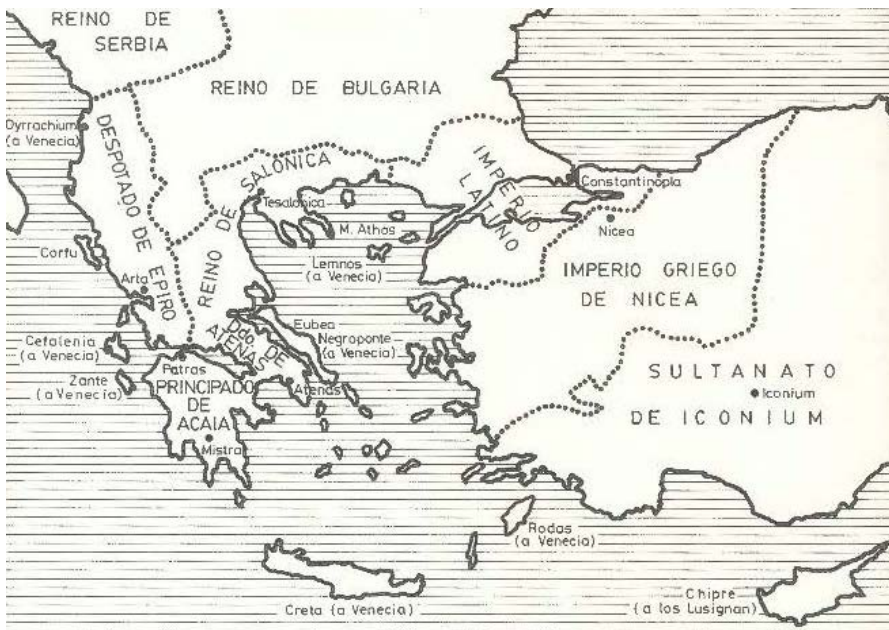 REINO DE
SERBIA
REINO DE BULGARIA
Dyrrachium
(a Venecia)
DESPOTADO DE EPIRO
REINO DE SALONICA
IMPERIO
LATINO
Constantinopla
Tesalonica
M. Athos
Nicea
Corfu
Lemnos
(a Venecia)
IMPERIO GRIEGO
DE NICEA
Arta
Eubea
Negroponte
(a Venecia)
Ddo. DE
ATENAS
Cefalenia
(a Venecia)
Patras
Zante
(a Venecia)
PRINCIPADO
DE
ACAIA
Atenas
SULTANATO
Iconium
DE ICONIUM
Mistra
Rodas
(a Venecia)
Creta (a Venecia)
Chipre
(a los Lusignan)